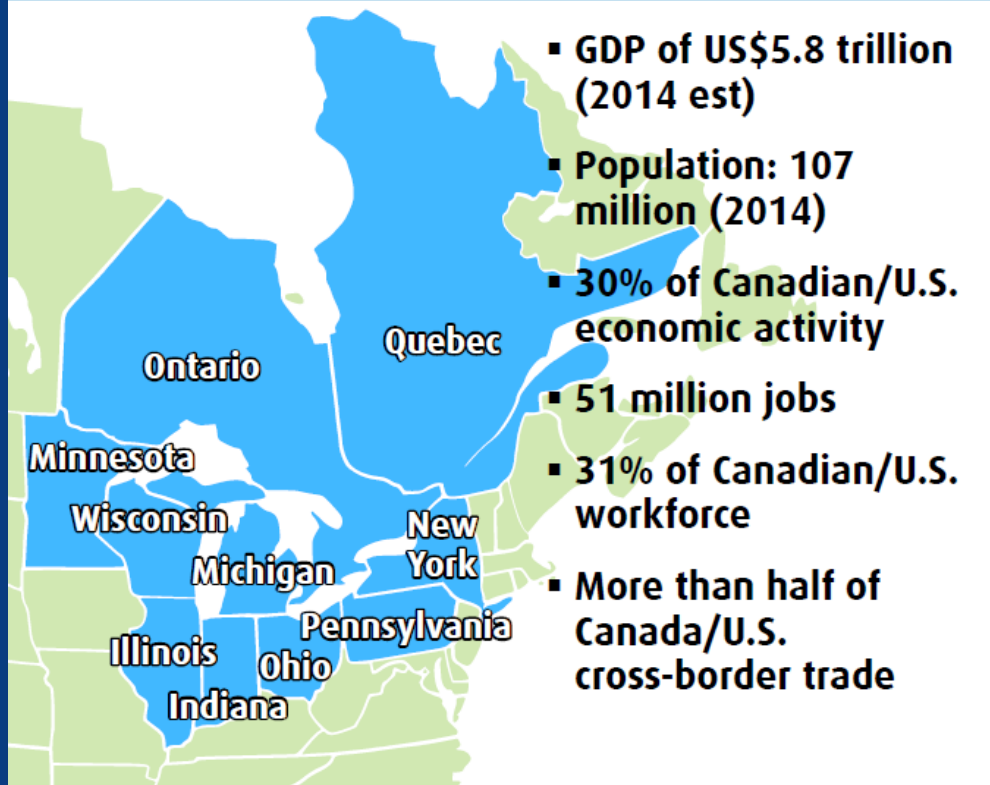 ▪ GDP of US$5.8 trillion
(2014 est)
▪ Population: 107
million (2014)
▪ 30% of Canadian/U.S.
economic activity
▪ 51 million jobs
▪ 31% of Canadian/U.S.
workforce
▪ More than half of
Canada/U.S.
cross-border trade
Quebec
Ontario
Minnesota
Wisconsin
New
York
Michigan
Pennsylvania
Illinois
Ohio
Indiana